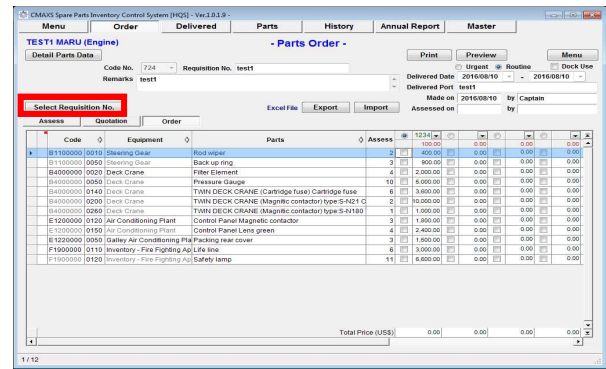 CMAXS Spare Parts Inventory Control System [HQS] - Ver.1.0.1.9 -
Menu Order Delivered Parts History Annual Report Master
TEST1 MARU (Engine) - Parts Order -
Detail Parts Data Print Preview Menu
Code No. 724 Requisition No. test1 Urgent Routine Dock Use
Remarks test1 Delivered Date 2016/08/10 - 2016/08/10
Delivered Port test1
Made on 2016/08/10 by Captain
Select Requisition No. Excel File Export Import Assessed on by
Assess Quotation Order
Code Equipment Parts Assess 1234
100.00 0.00 0.00 0.00
B1100000 0010 Steering Gear Rod wiper 2 400.00 0.00 0.00 0.00
B1100000 0050 Steering Gear Back up ring 3 900.00 0.00 0.00 0.00
B4000000 0020 Deck Crane Filter Element 4 2,000.00 0.00 0.00 0.00
B4000000 0050 Deck Crane Pressure Gauge 10 6,000.00 0.00 0.00 0.00
B4000000 0140 Deck Crane TWIN DECK CRANE (Cartridge fuse) Cartridge fuse 6 3,600.00 0.00 0.00 0.00
B4000000 0200 Deck Crane TWIN DECK CRANE (Magnitic contactor) type:S-N21 C 2 10,000.00 0.00 0.00 0.00
B4000000 0260 Deck Crane TWIN DECK CRANE (Magnitic contactor) type:S-N180 1 1,000.00 0.00 0.00 0.00
E1200000 0120 Air Conditioning Plant Control Panel Magnetic contactor 3 1,800.00 0.00 0.00 0.00
E1200000 0150 Air Conditioning Plant Control Panel Lens green 4 2,400.00 0.00 0.00 0.00
E1220000 0050 Galley Air Conditioning Pla Packing rear cover 3 1,500.00 0.00 0.00 0.00
F1900000 0110 Inventory - Fire Fighting Ap Life line 6 3,000.00 0.00 0.00 0.00
F1900000 0120 Inventory - Fire Fighting Ap Safety lamp 11 6,600.00 0.00 0.00 0.00
Total Price (US$) 0.00 0.00 0.00 0.00
1 / 12